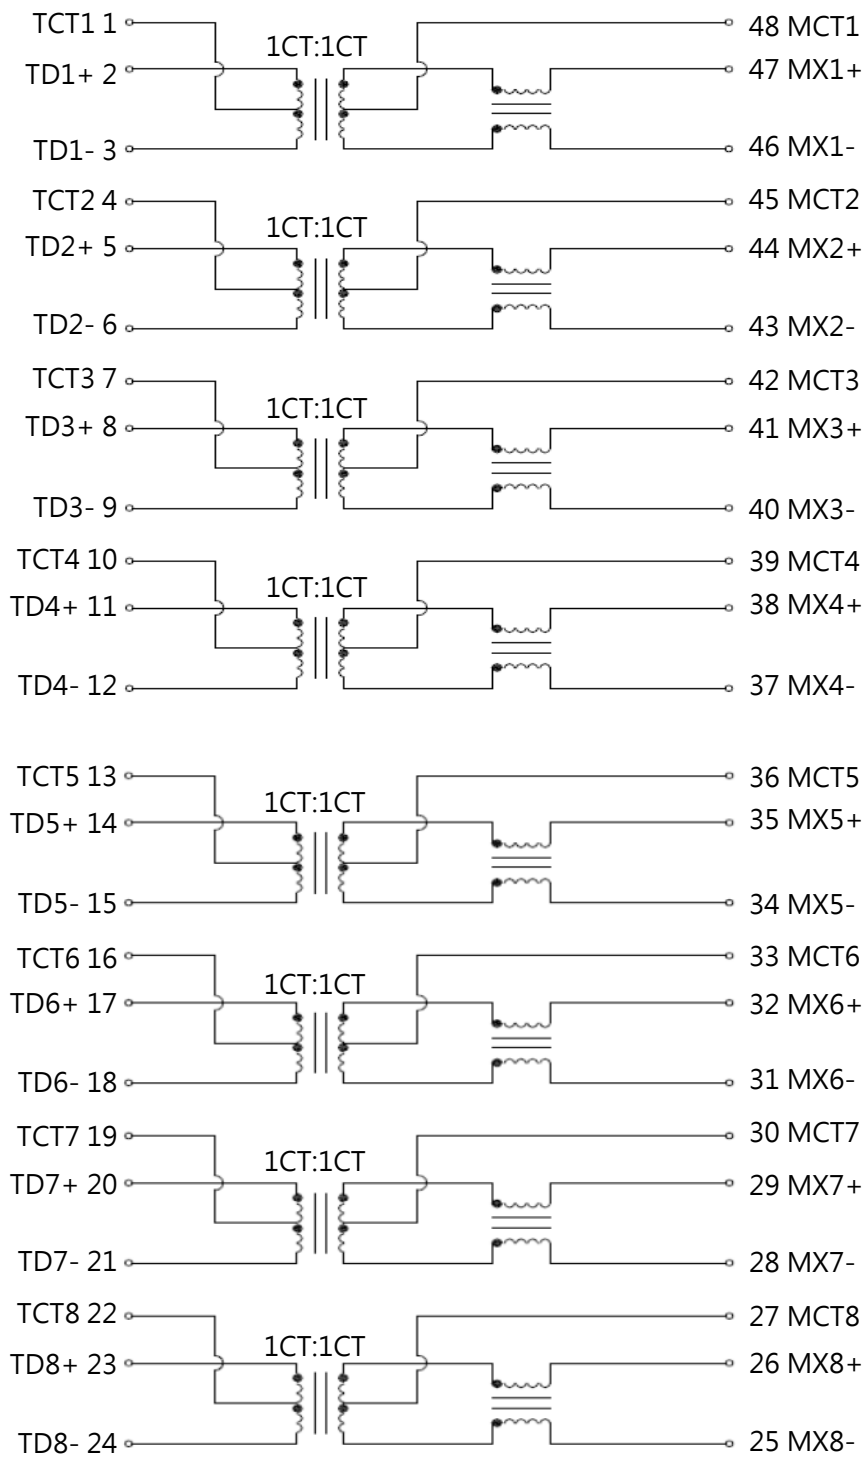 TCT1 1 48 MCT1
1CT:1CT
TD1+ 2 47 MX1+
TD1- 3 46 MX1-
TCT2 4 45 MCT2
1CT:1CT
TD2+ 5 44 MX2+
TD2- 6 43 MX2-
TCT3 7 42 MCT3
1CT:1CT
TD3+ 8 41 MX3+
TD3- 9 40 MX3-
TCT4 10 39 MCT4
1CT:1CT
TD4+ 11 38 MX4+
TD4- 12 37 MX4-
TCT5 13 36 MCT5
1CT:1CT
TD5+ 14 35 MX5+
TD5- 15 34 MX5-
TCT6 16 33 MCT6
1CT:1CT
TD6+ 17 32 MX6+
TD6- 18 31 MX6-
TCT7 19 30 MCT7
1CT:1CT
TD7+ 20 29 MX7+
TD7- 21 28 MX7-
TCT8 22 27 MCT8
1CT:1CT
TD8+ 23 26 MX8+
TD8- 24 25 MX8-